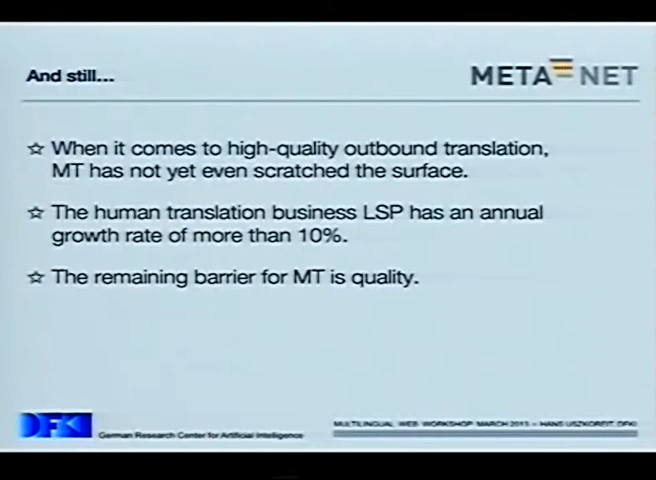 And still...
META NET
☆ When it comes to high-quality outbound translation,
MT has not yet even scratched the surface.
☆ The human translation business LSP has an annual
growth rate of more than 10%.
☆ The remaining barrier for MT is quality.
DFKI
German Research Center for Artificial Intelligence
MULTILINGUAL WEB WORKSHOP MARCH 2013 – HANS USZKOREIT, DFKI